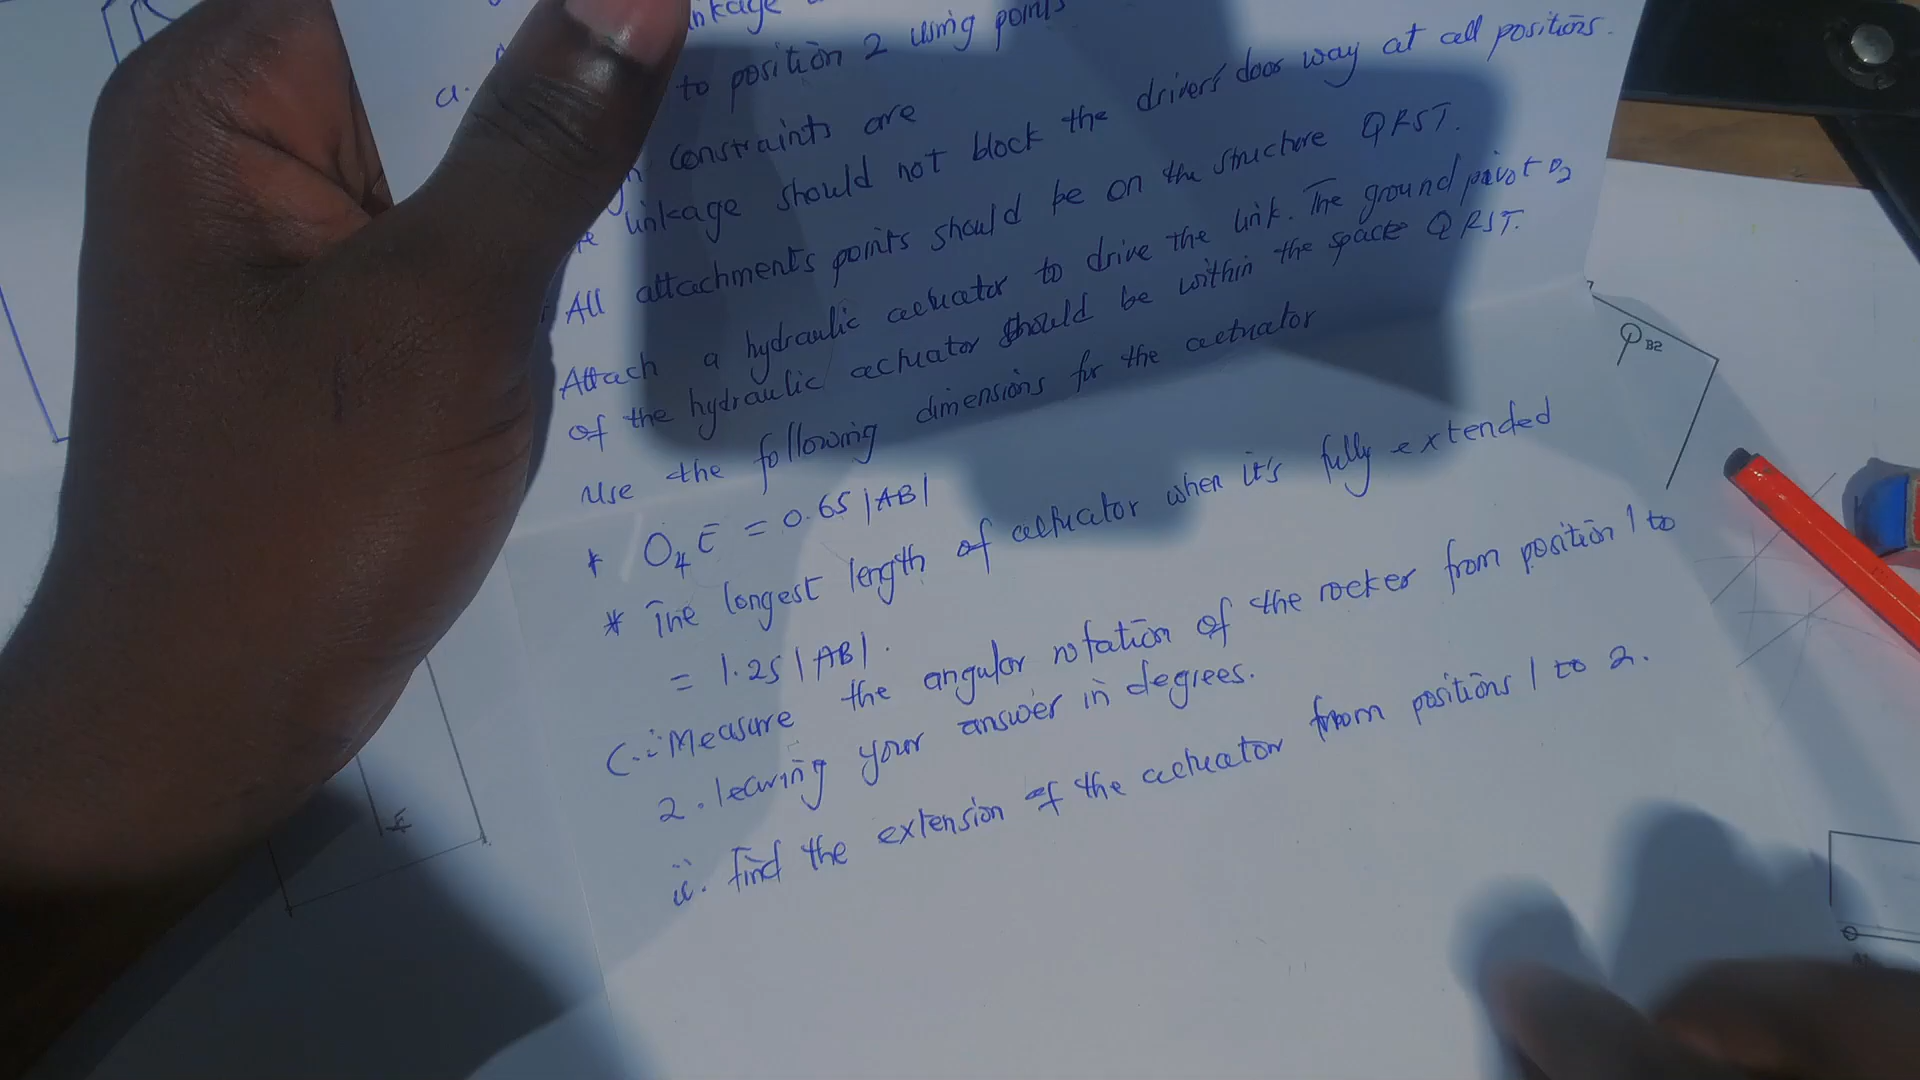 linkage
a. to position 2 using points
constraints are
linkage should not block the driver's door way at all positions.
All attachments points should be on the structure QRST.
Attach a hydraulic actuator to drive the link. The ground pivot O2
of the hydraulic actuator should be within the space QRST.
Use the following dimensions for the actuator
* O4E = 0.65 |AB|
* The longest length of actuator when it's fully extended
= 1.25 |AB|.
C. i. Measure the angular rotation of the rocker from position 1 to
2. leaving your answer in degrees.
ii. find the extension of the actuator from positions 1 to 2.
B2